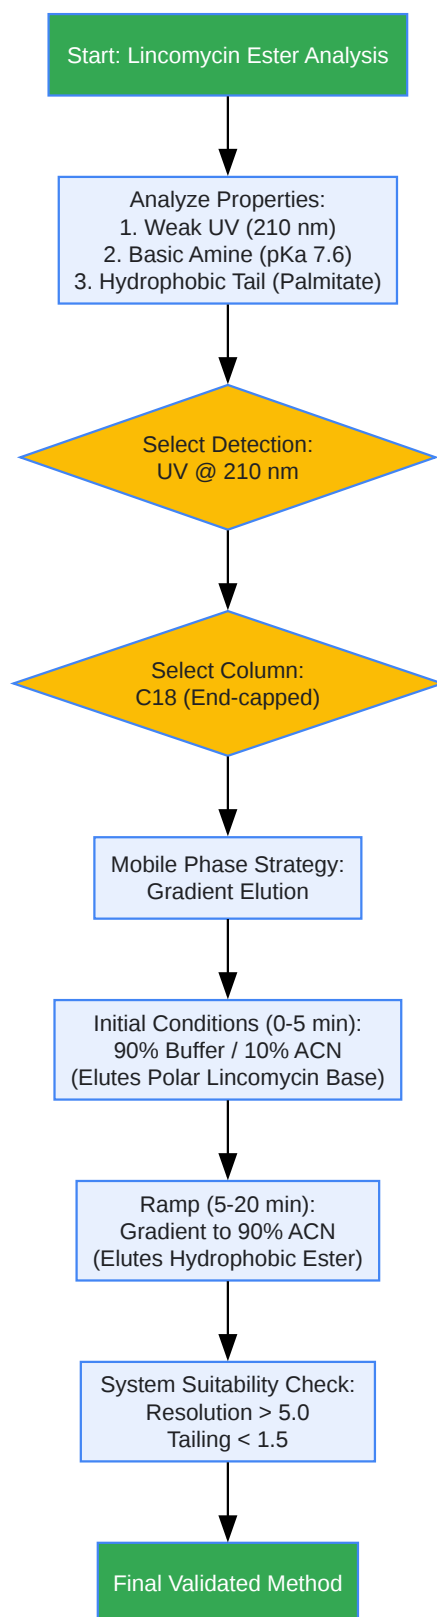 Start: Lincomycin Ester Analysis
Analyze Properties:
1. Weak UV (210 nm)
2. Basic Amine (pKa 7.6)
3. Hydrophobic Tail (Palmitate)
Select Detection:
UV @ 210 nm
Select Column:
C18 (End-capped)
Mobile Phase Strategy:
Gradient Elution
Initial Conditions (0-5 min):
90% Buffer / 10% ACN
(Elutes Polar Lincomycin Base)
Ramp (5-20 min):
Gradient to 90% ACN
(Elutes Hydrophobic Ester)
System Suitability Check:
Resolution > 5.0
Tailing < 1.5
Final Validated Method